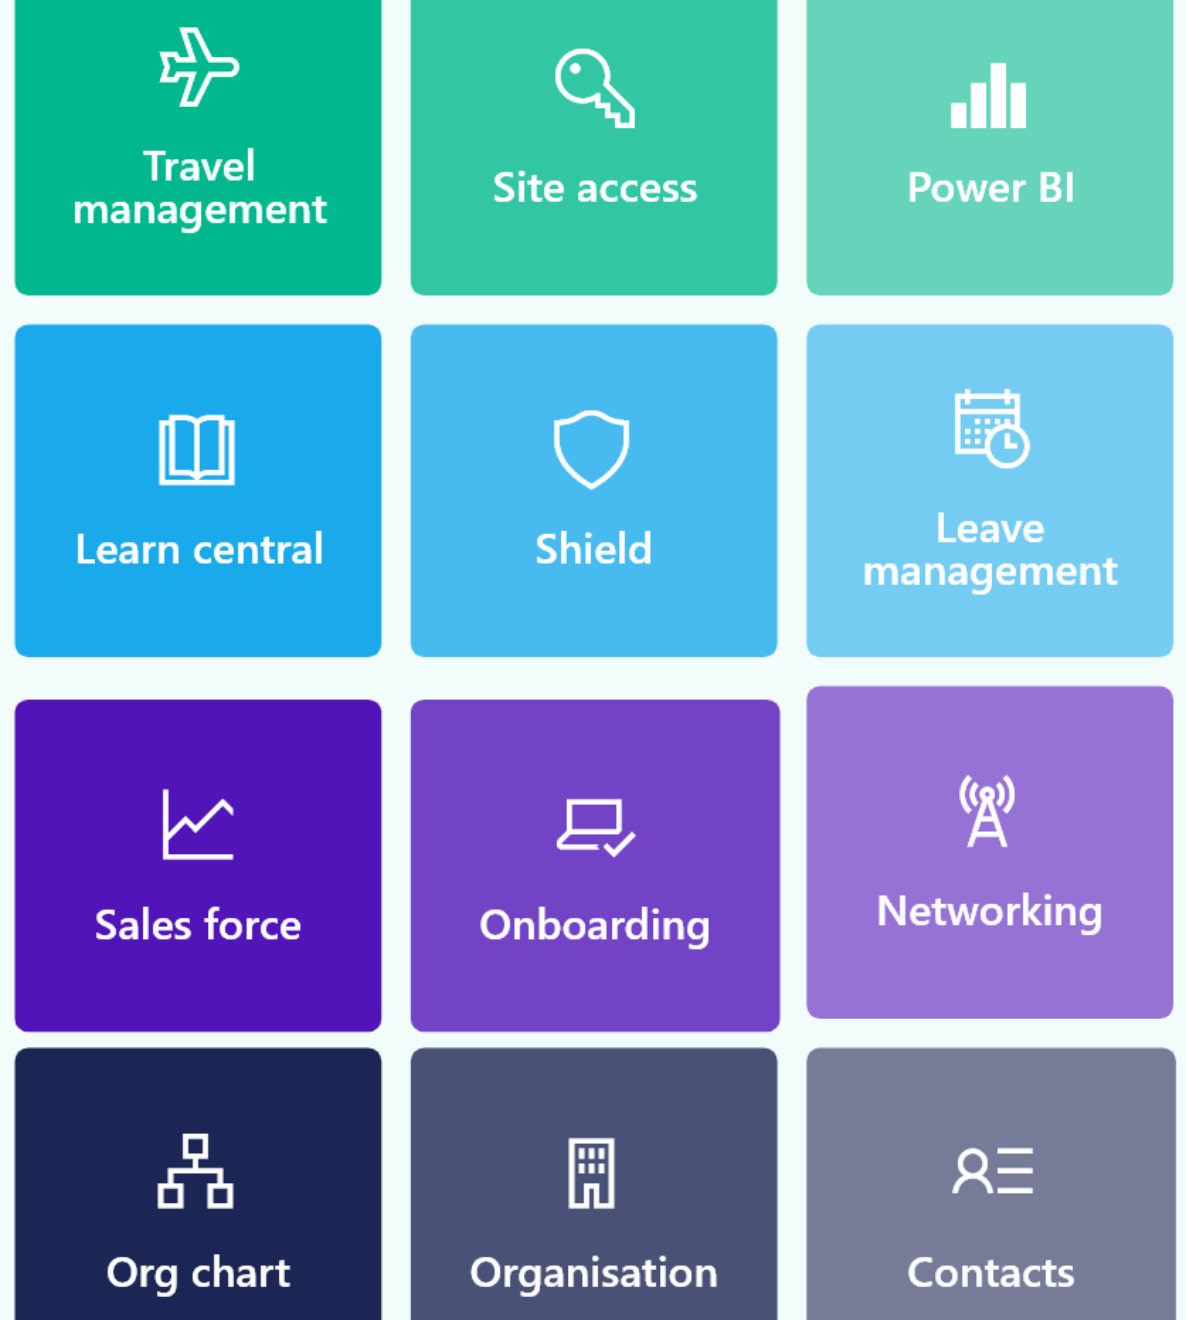 Travel
management
Site access
Power BI
Learn central
Shield
Leave
management
Sales force
Onboarding
Networking
Org chart
Organisation
Contacts